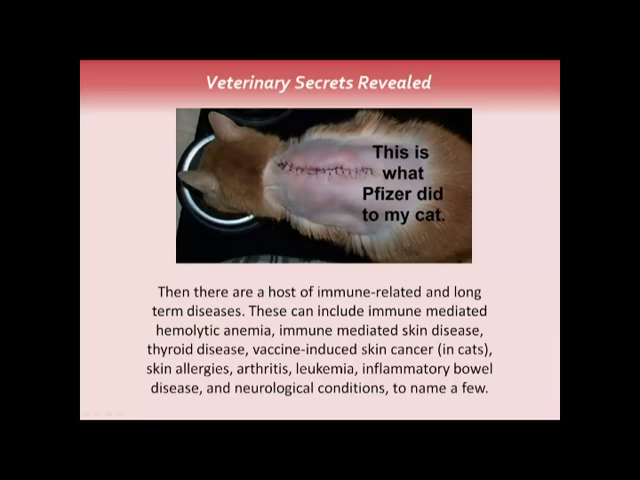 Veterinary Secrets Revealed
This is
what
Pfizer did
to my cat.
Then there are a host of immune-related and long
term diseases. These can include immune mediated
hemolytic anemia, immune mediated skin disease,
thyroid disease, vaccine-induced skin cancer (in cats),
skin allergies, arthritis, leukemia, inflammatory bowel
disease, and neurological conditions, to name a few.